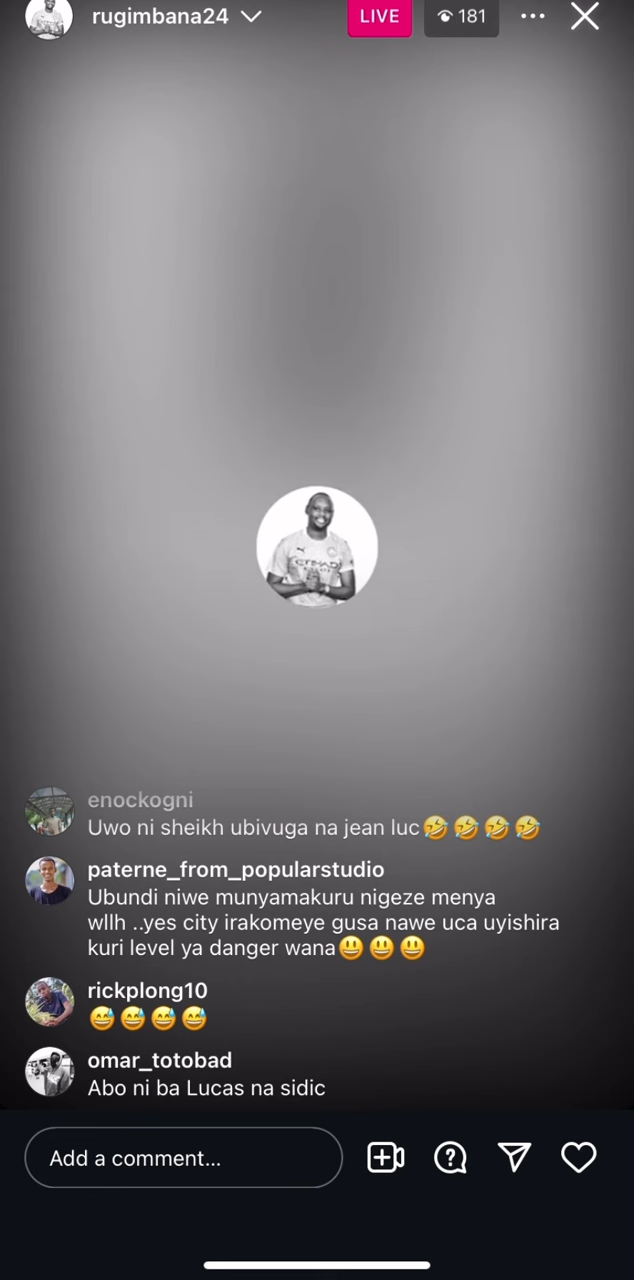 rugimbana24
LIVE
181
ETIHAD
enockogni
Uwo ni sheikh ubivuga na jean luc🤣🤣🤣🤣
paterne_from_popularstudio
Ubundi niwe munyamakuru nigeze menya
wllh ..yes city irakomeye gusa nawe uca uyishira
kuri level ya danger wana😃😃😃
rickplong10
😅😅😅😅
omar_totobad
Abo ni ba Lucas na sidic
Add a comment...